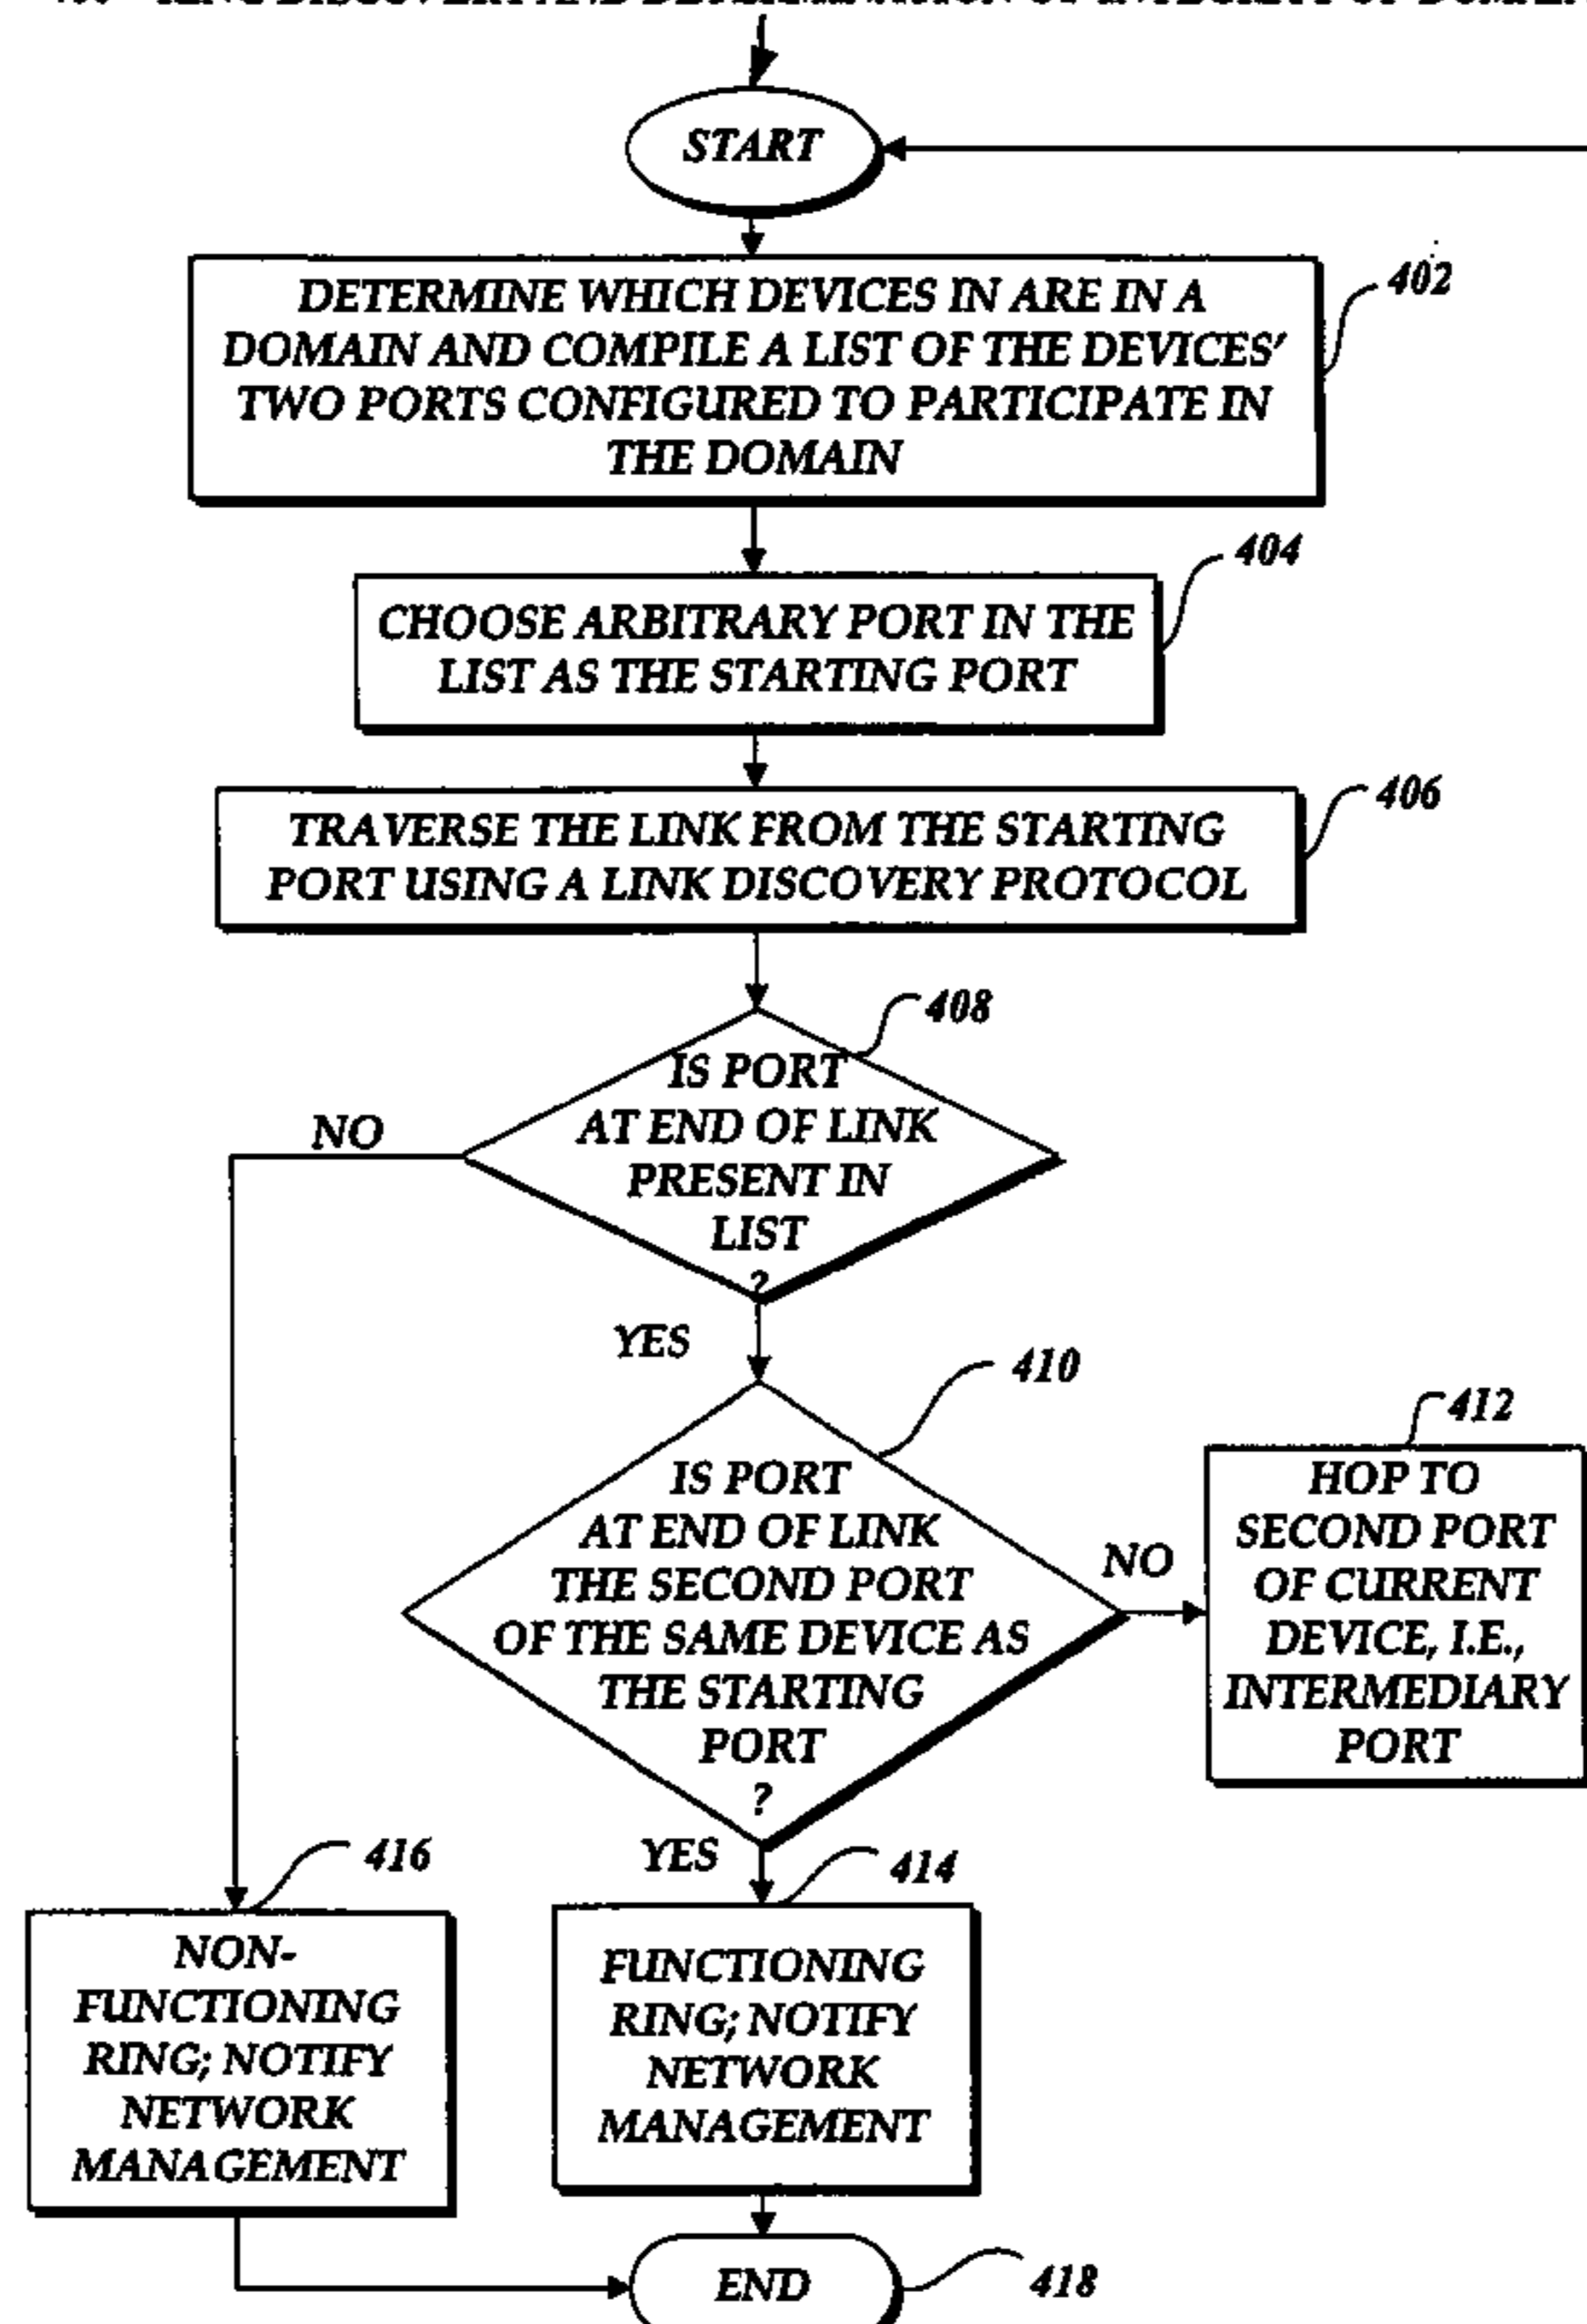 START
DETERMINE WHICH DEVICES IN ARE IN A
DOMAIN AND COMPILE A LIST OF THE DEVICES'
TWO PORTS CONFIGURED TO PARTICIPATE IN
THE DOMAIN
402
CHOOSE ARBITRARY PORT IN THE
LIST AS THE STARTING PORT
404
TRAVERSE THE LINK FROM THE STARTING
PORT USING A LINK DISCOVERY PROTOCOL
406
408
IS PORT
AT END OF LINK
PRESENT IN
LIST
?
NO
YES
410
IS PORT
AT END OF LINK
THE SECOND PORT
OF THE SAME DEVICE AS
THE STARTING
PORT
?
NO
412
HOP TO
SECOND PORT
OF CURRENT
DEVICE, I.E.,
INTERMEDIARY
PORT
YES
416
NON-
FUNCTIONING
RING; NOTIFY
NETWORK
MANAGEMENT
414
FUNCTIONING
RING; NOTIFY
NETWORK
MANAGEMENT
END
418